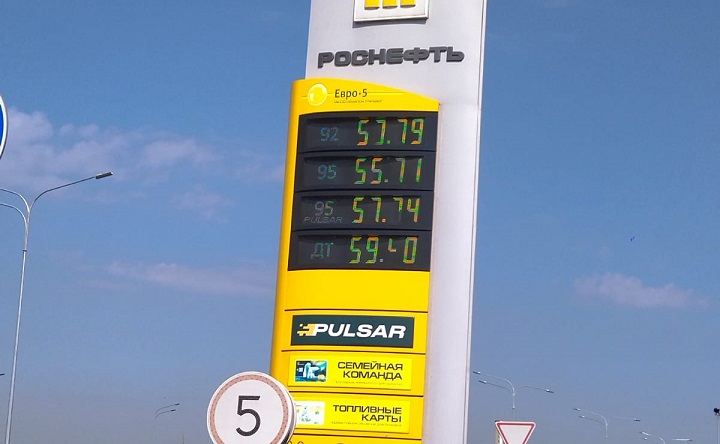 РОСНЕФТЬ
Евро-5
92 53.79
95 55.71
95 PULSAR 57.74
ДТ 59.40
PULSAR
СЕМЕЙНАЯ
КОМАНДА
ТОПЛИВНЫЕ
КАРТЫ
5